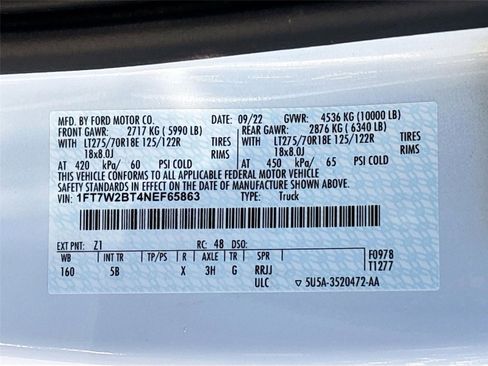 MFD. BY FORD MOTOR CO. DATE: 09/22 GVWR: 4536 KG (10000 LB)
FRONT GAWR: 2717 KG (5990 LB) REAR GAWR: 2876 KG (6340 LB)
LT275/70R18E 125/122R TIRES LT275/70R18E 125/122R TIRES
18x8.0J RIMS 18x8.0J RIMS
AT 420 kPa/ 60 PSI COLD AT 450 kPa/ 65 PSI COLD
THIS VEHICLE CONFORMS TO ALL APPLICABLE FEDERAL MOTOR VEHICLE
SAFETY STANDARDS IN EFFECT ON THE DATE OF MANUFACTURE SHOWN ABOVE.
VIN: 1FT7W2BT4NEF65863 TYPE: Truck
EXT PNT: Z1 RC: 48 DSO:
WB INT TR TP/PS R AXLE TR SPR F0978
160 5B X 3H G RRJJ T1277
ULC ▽ 5U5A-3520472-AA